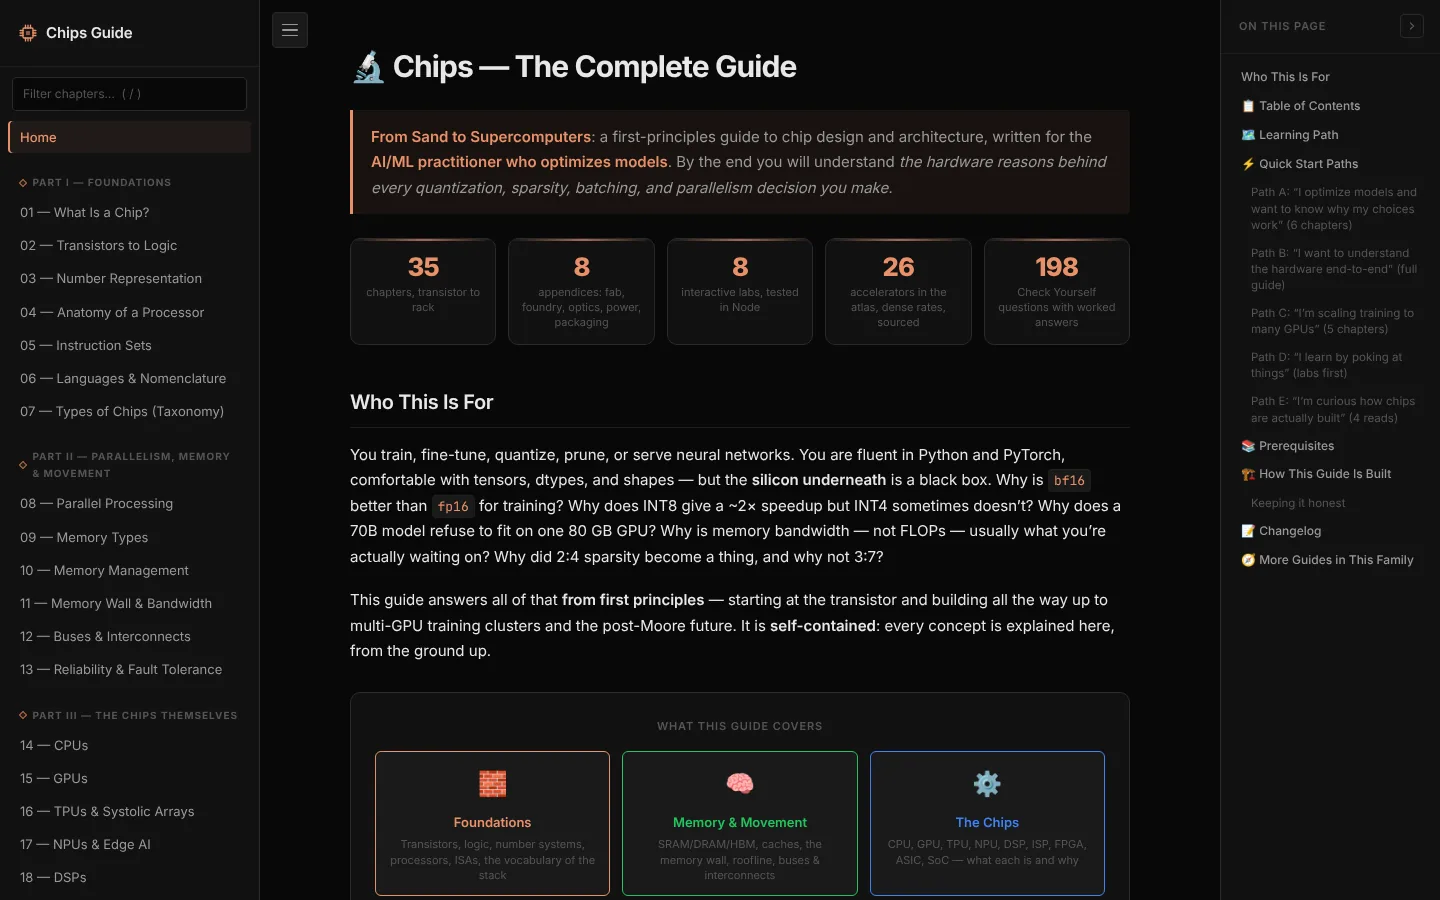 Chips Guide
Filter chapters... ( / )
Home
PART I — FOUNDATIONS
01 — What Is a Chip?
02 — Transistors to Logic
03 — Number Representation
04 — Anatomy of a Processor
05 — Instruction Sets
06 — Languages & Nomenclature
07 — Types of Chips (Taxonomy)
PART II — PARALLELISM, MEMORY
& MOVEMENT
08 — Parallel Processing
09 — Memory Types
10 — Memory Management
11 — Memory Wall & Bandwidth
12 — Buses & Interconnects
13 — Reliability & Fault Tolerance
PART III — THE CHIPS THEMSELVES
14 — CPUs
15 — GPUs
16 — TPUs & Systolic Arrays
17 — NPUs & Edge AI
18 — DSPs
🔬 Chips — The Complete Guide
From Sand to Supercomputers: a first-principles guide to chip design and architecture, written for the
AI/ML practitioner who optimizes models. By the end you will understand the hardware reasons behind
every quantization, sparsity, batching, and parallelism decision you make.
35
chapters, transistor to
rack
8
appendices: fab,
foundry, optics, power,
packaging
8
interactive labs, tested
in Node
26
accelerators in the
atlas, dense rates,
sourced
198
Check Yourself
questions with worked
answers
Who This Is For
You train, fine-tune, quantize, prune, or serve neural networks. You are fluent in Python and PyTorch,
comfortable with tensors, dtypes, and shapes — but the silicon underneath is a black box. Why is bf16
better than fp16 for training? Why does INT8 give a ~2× speedup but INT4 sometimes doesn't? Why does a
70B model refuse to fit on one 80 GB GPU? Why is memory bandwidth — not FLOPs — usually what you're
actually waiting on? Why did 2:4 sparsity become a thing, and why not 3:7?
This guide answers all of that from first principles — starting at the transistor and building all the way up to
multi-GPU training clusters and the post-Moore future. It is self-contained: every concept is explained here,
from the ground up.
WHAT THIS GUIDE COVERS
Foundations
Transistors, logic, number systems,
processors, ISAs, the vocabulary of the
stack
Memory & Movement
SRAM/DRAM/HBM, caches, the
memory wall, roofline, buses &
interconnects
The Chips
CPU, GPU, TPU, NPU, DSP, ISP, FPGA,
ASIC, SoC — what each is and why
ON THIS PAGE
Who This Is For
📋 Table of Contents
🗺️ Learning Path
⚡ Quick Start Paths
Path A: "I optimize models and
want to know why my choices
work" (6 chapters)
Path B: "I want to understand
the hardware end-to-end" (full
guide)
Path C: "I'm scaling training to
many GPUs" (5 chapters)
Path D: "I learn by poking at
things" (labs first)
Path E: "I'm curious how chips
are actually built" (4 reads)
📚 Prerequisites
🏗️ How This Guide Is Built
Keeping it honest
📝 Changelog
🧭 More Guides in This Family